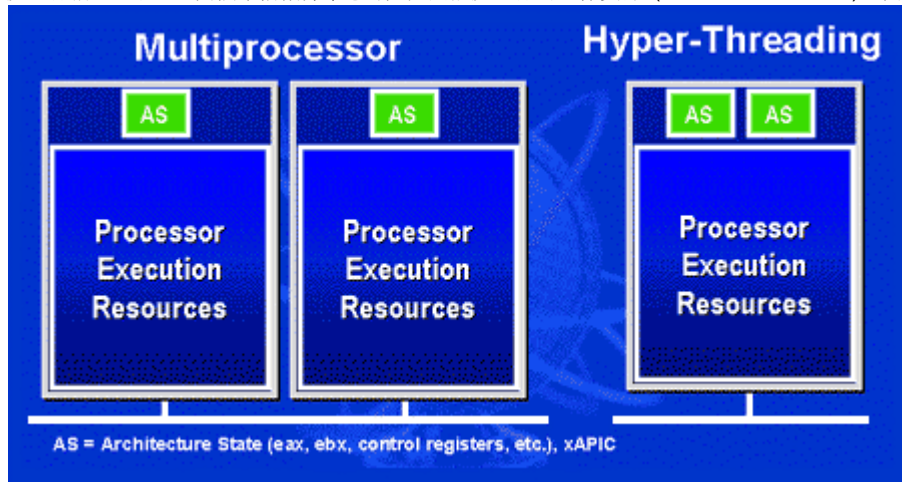 Multiprocessor
Hyper-Threading
AS
AS
AS
AS
Processor
Execution
Resources
Processor
Execution
Resources
Processor
Execution
Resources
AS = Architecture State (eax, ebx, control registers, etc.), xAPIC